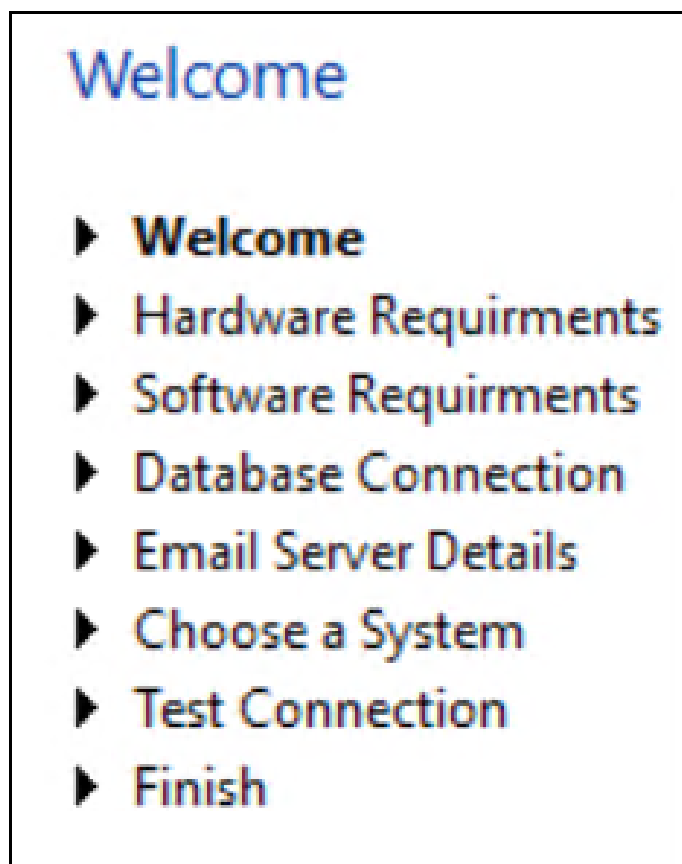 Welcome
Welcome
Hardware Requirments
Software Requirments
Database Connection
Email Server Details
Choose a System
Test Connection
Finish